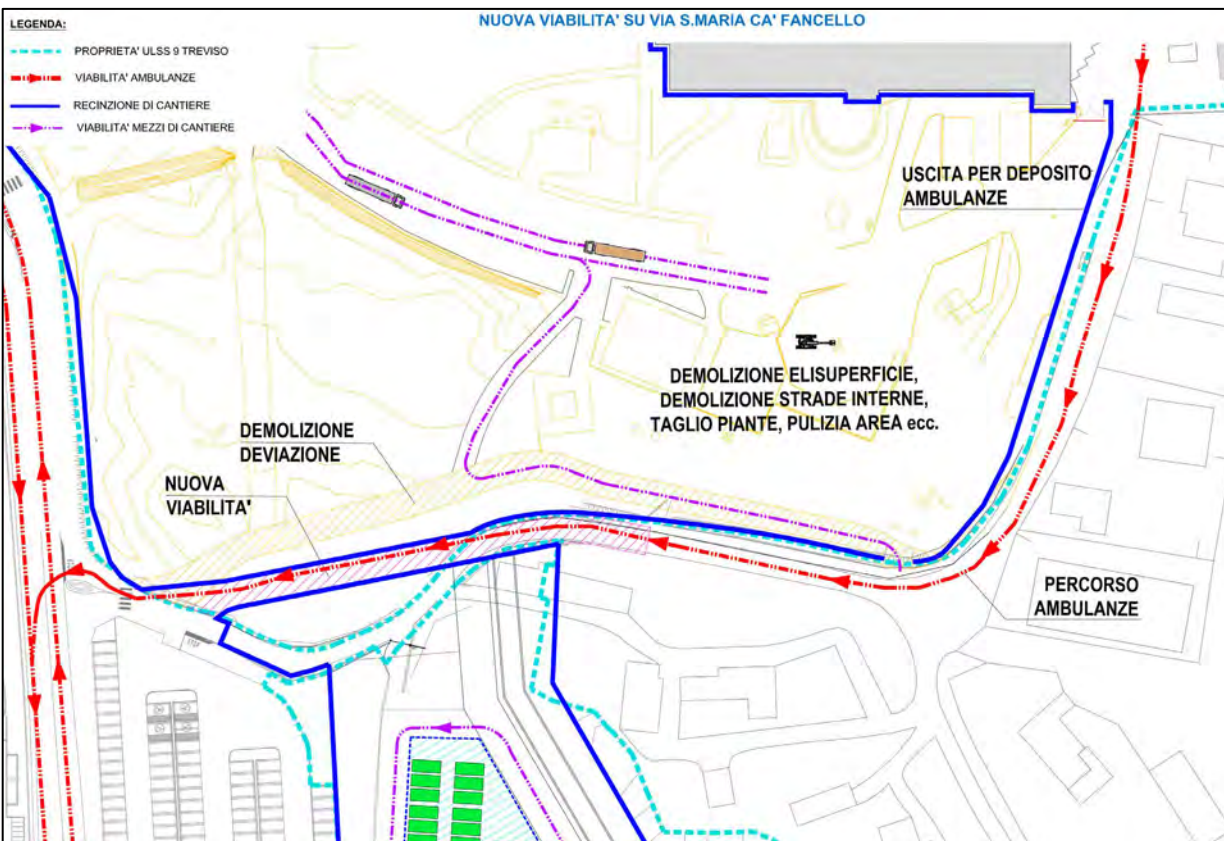 NUOVA VIABILITA' SU VIA S.MARIA CA' FANCELLO
LEGENDA:
PROPRIETA' ULSS 9 TREVISO
VIABILITA' AMBULANZE
RECINZIONE DI CANTIERE
VIABILITA' MEZZI DI CANTIERE
USCITA PER DEPOSITO
AMBULANZE
DEMOLIZIONE ELISUPERFICIE,
DEMOLIZIONE STRADE INTERNE,
TAGLIO PIANTE, PULIZIA AREA ecc.
DEMOLIZIONE
DEVIAZIONE
NUOVA
VIABILITA'
PERCORSO
AMBULANZE